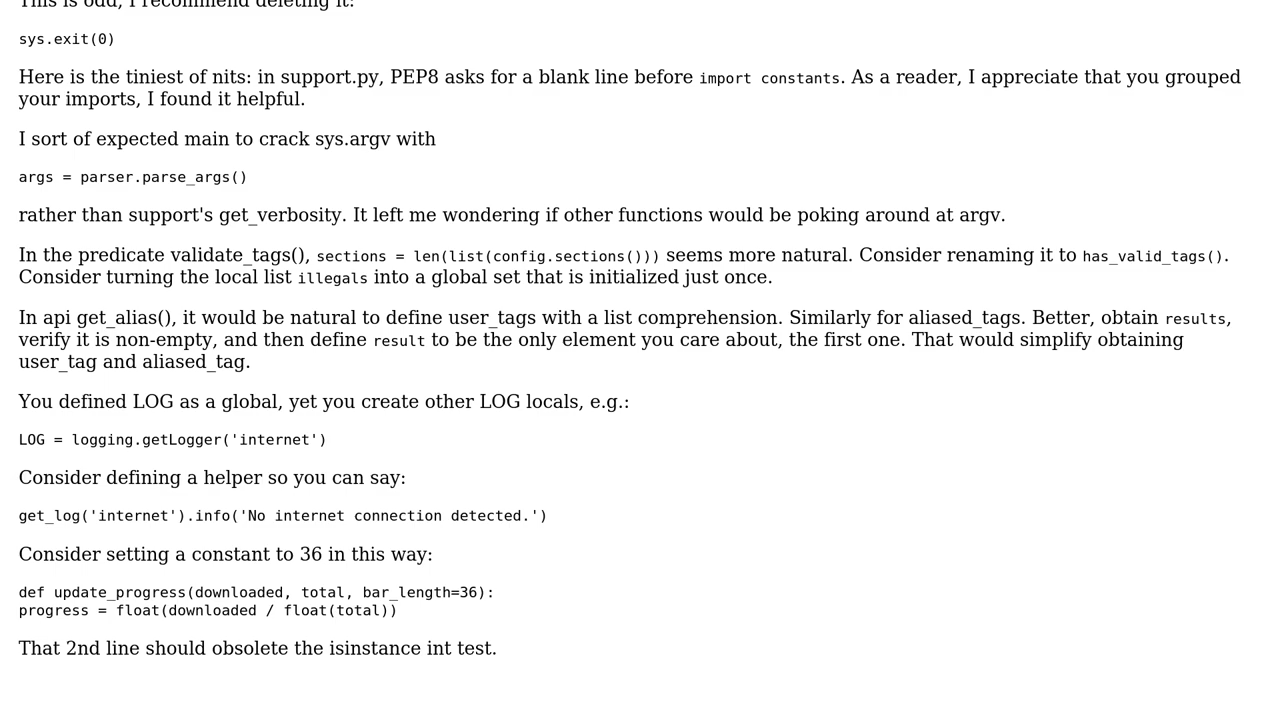 This is odd, I recommend deleting it:
sys.exit(0)
Here is the tiniest of nits: in support.py, PEP8 asks for a blank line before import constants. As a reader, I appreciate that you grouped
your imports, I found it helpful.
I sort of expected main to crack sys.argv with
args = parser.parse_args()
rather than support's get_verbosity. It left me wondering if other functions would be poking around at argv.
In the predicate validate_tags(), sections = len(list(config.sections())) seems more natural. Consider renaming it to has_valid_tags().
Consider turning the local list illegals into a global set that is initialized just once.
In api get_alias(), it would be natural to define user_tags with a list comprehension. Similarly for aliased_tags. Better, obtain results,
verify it is non-empty, and then define result to be the only element you care about, the first one. That would simplify obtaining
user_tag and aliased_tag.
You defined LOG as a global, yet you create other LOG locals, e.g.:
LOG = logging.getLogger('internet')
Consider defining a helper so you can say:
get_log('internet').info('No internet connection detected.')
Consider setting a constant to 36 in this way:
def update_progress(downloaded, total, bar_length=36):
progress = float(downloaded / float(total))
That 2nd line should obsolete the isinstance int test.